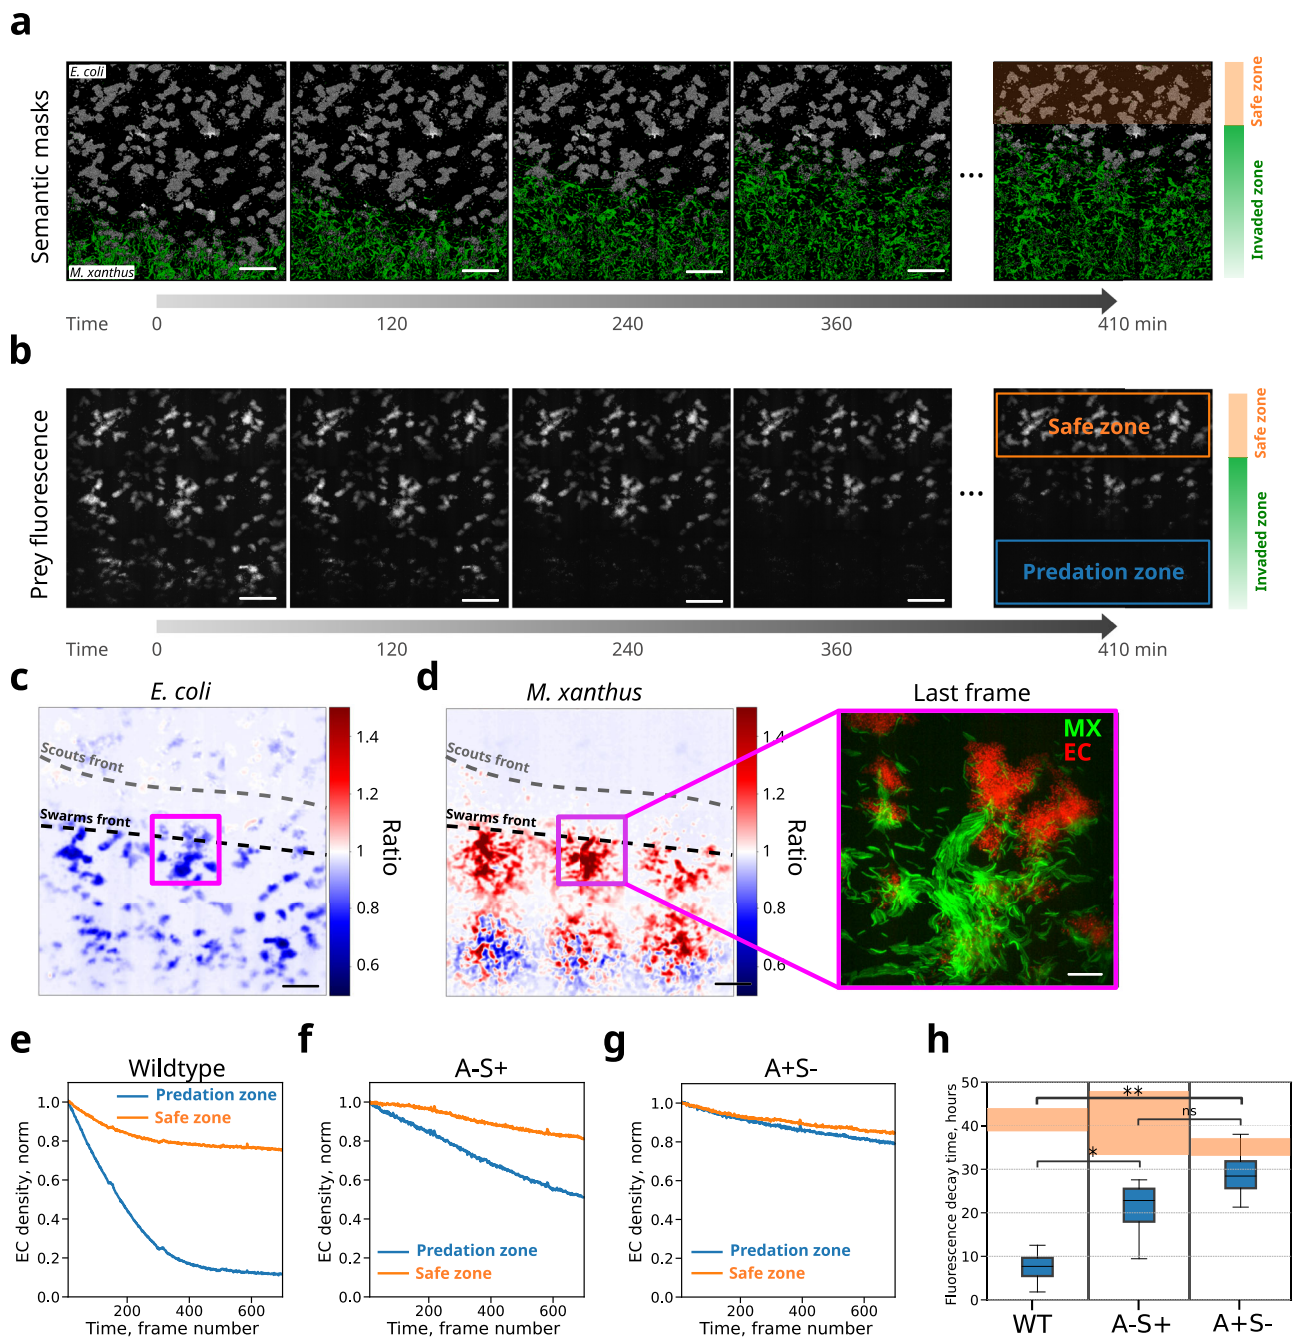 a
Semantic masks
E. coli
M. xanthus
...
Safe zone
Invaded zone
Time 0 120 240 360 410 min
b
Prey fluorescence
Safe zone
Predation zone
...
Safe zone
Invaded zone
Time 0 120 240 360 410 min
c
E. coli
Scouts front
Swarms front
1.4
1.2
1
0.8
0.6
Ratio
d
M. xanthus
Scouts front
Swarms front
1.4
1.2
1
0.8
0.6
Ratio
Last frame
MX
EC
e
Wildtype
Predation zone
Safe zone
EC density, norm
1.0
0.8
0.6
0.4
0.2
0.0
200 400 600
Time, frame number
f
A-S+
EC density, norm
1.0
0.8
0.6
0.4
0.2
0.0
Predation zone
Safe zone
200 400 600
Time, frame number
g
A+S-
EC density, norm
1.0
0.8
0.6
0.4
0.2
0.0
Predation zone
Safe zone
200 400 600
Time, frame number
h
Fluorescence decay time, hours
50
40
30
20
10
0
**
ns
*
WT A-S+ A+S-